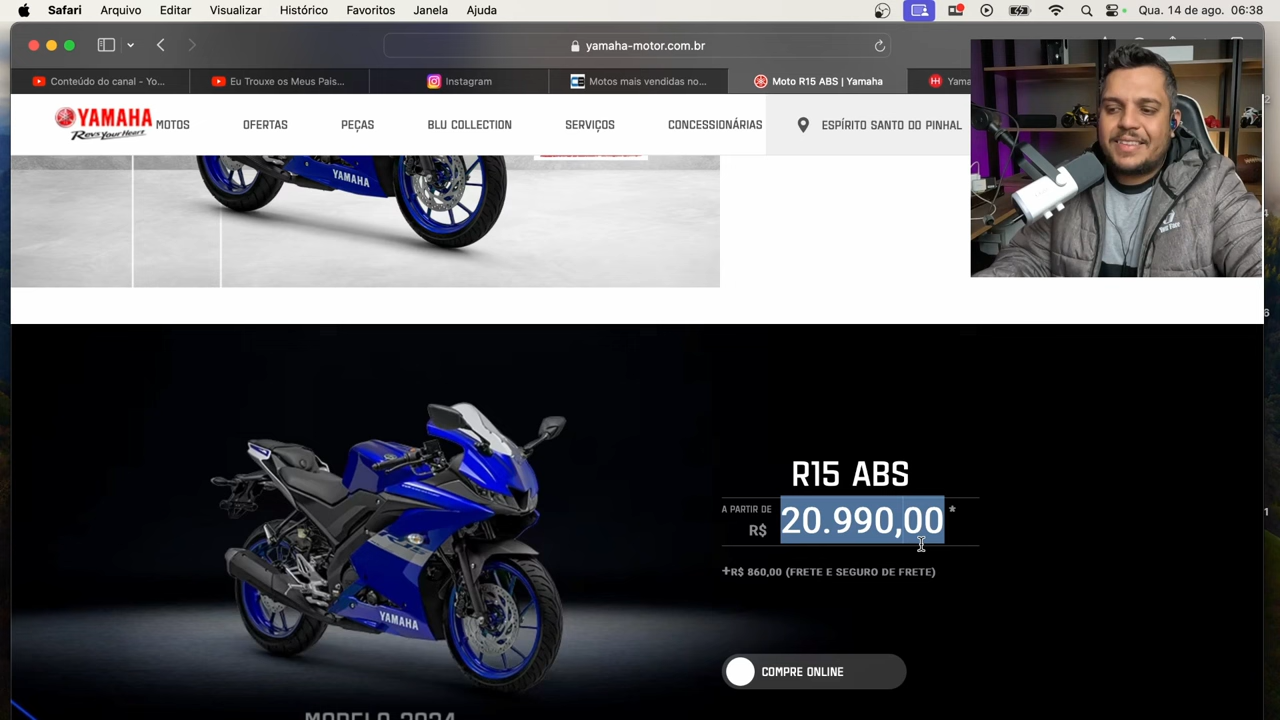 Safari Arquivo Editar Visualizar Histórico Favoritos Janela Ajuda Qua. 14 de ago. 06:38
yamaha-motor.com.br
Conteúdo do canal - Yo... Eu Trouxe os Meus Pais... Instagram Motos mais vendidas no... Moto R15 ABS | Yamaha Yama
YAMAHA
Revs Your Heart
MOTOS OFERTAS PEÇAS BLU COLLECTION SERVIÇOS CONCESSIONÁRIAS ESPÍRITO SANTO DO PINHAL
YAMAHA
R15 ABS
A PARTIR DE
R$ 20.990,00 *
+R$ 860,00 (FRETE E SEGURO DE FRETE)
YAMAHA
COMPRE ONLINE
MODELO 2024